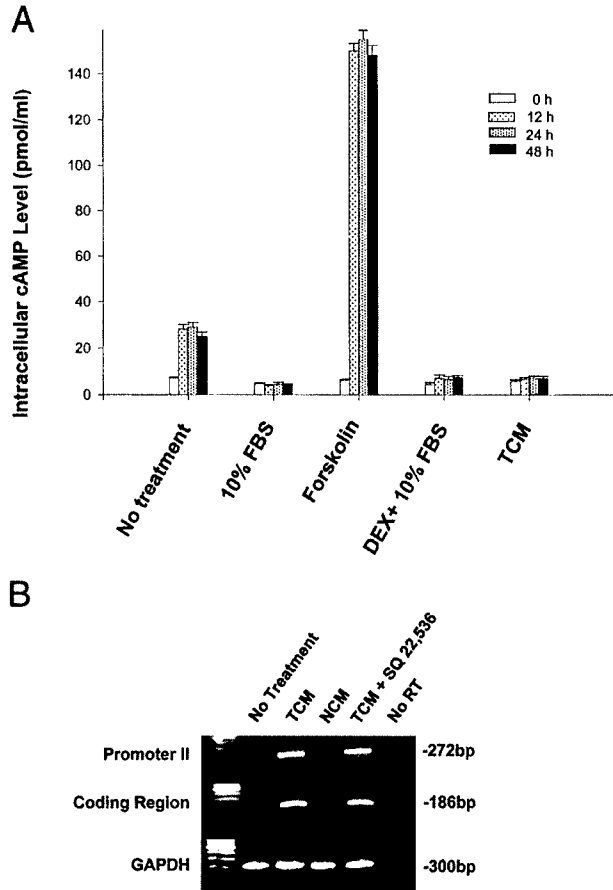 A
Intracellular cAMP Level (pmol/ml)
140
120
100
80
60
40
20
0
0 h
12 h
24 h
48 h
No treatment
10% FBS
Forskolin
DEX+ 10% FBS
TCM
B
No Treatment
TCM
NCM
TCM + SQ 22,536
No RT
Promoter II
-272bp
Coding Region
-186bp
GAPDH
-300bp